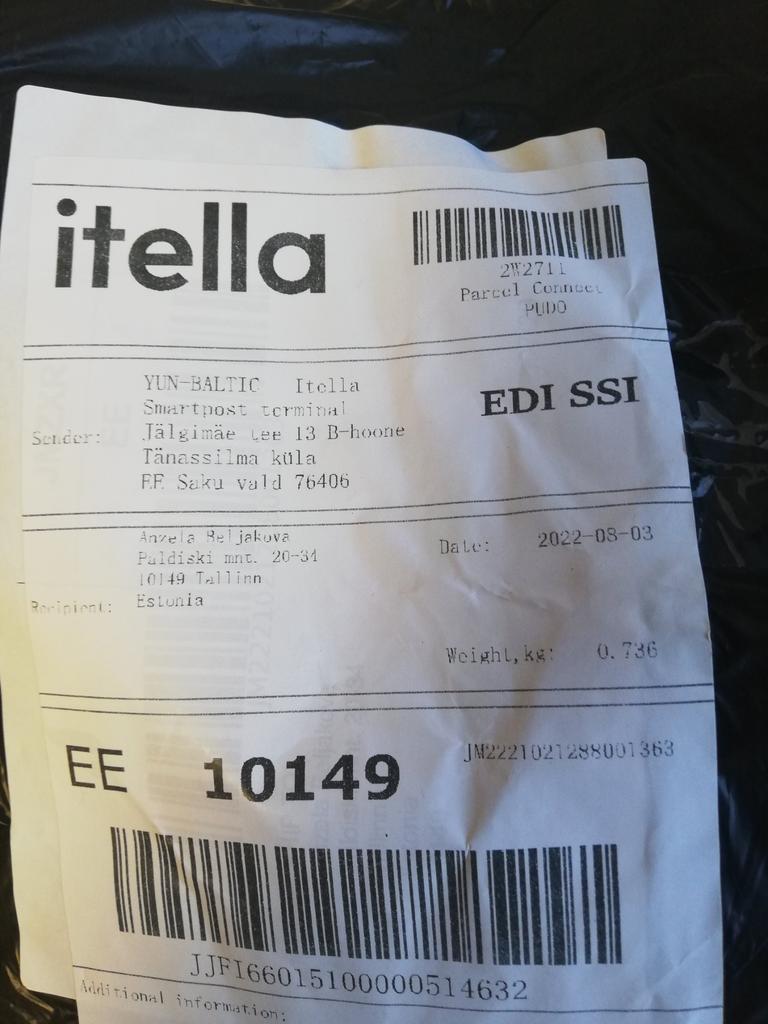 itella
2W2711
Parcel Connect
PUDO
YUN-BALTIC Itella
Smartpost terminal
Sender: Jälgimäe tee 13 B-hoone
Tänassilma küla
EE Saku vald 76406
EDI SSI
Anzela Beljakova
Paldiski mnt. 20-34
10149 Tallinn
Recipient: Estonia
Date: 2022-08-03
Weight,kg: 0.736
EE 10149
JM2221021288001363
JJFI66015100000514632
Additional information: